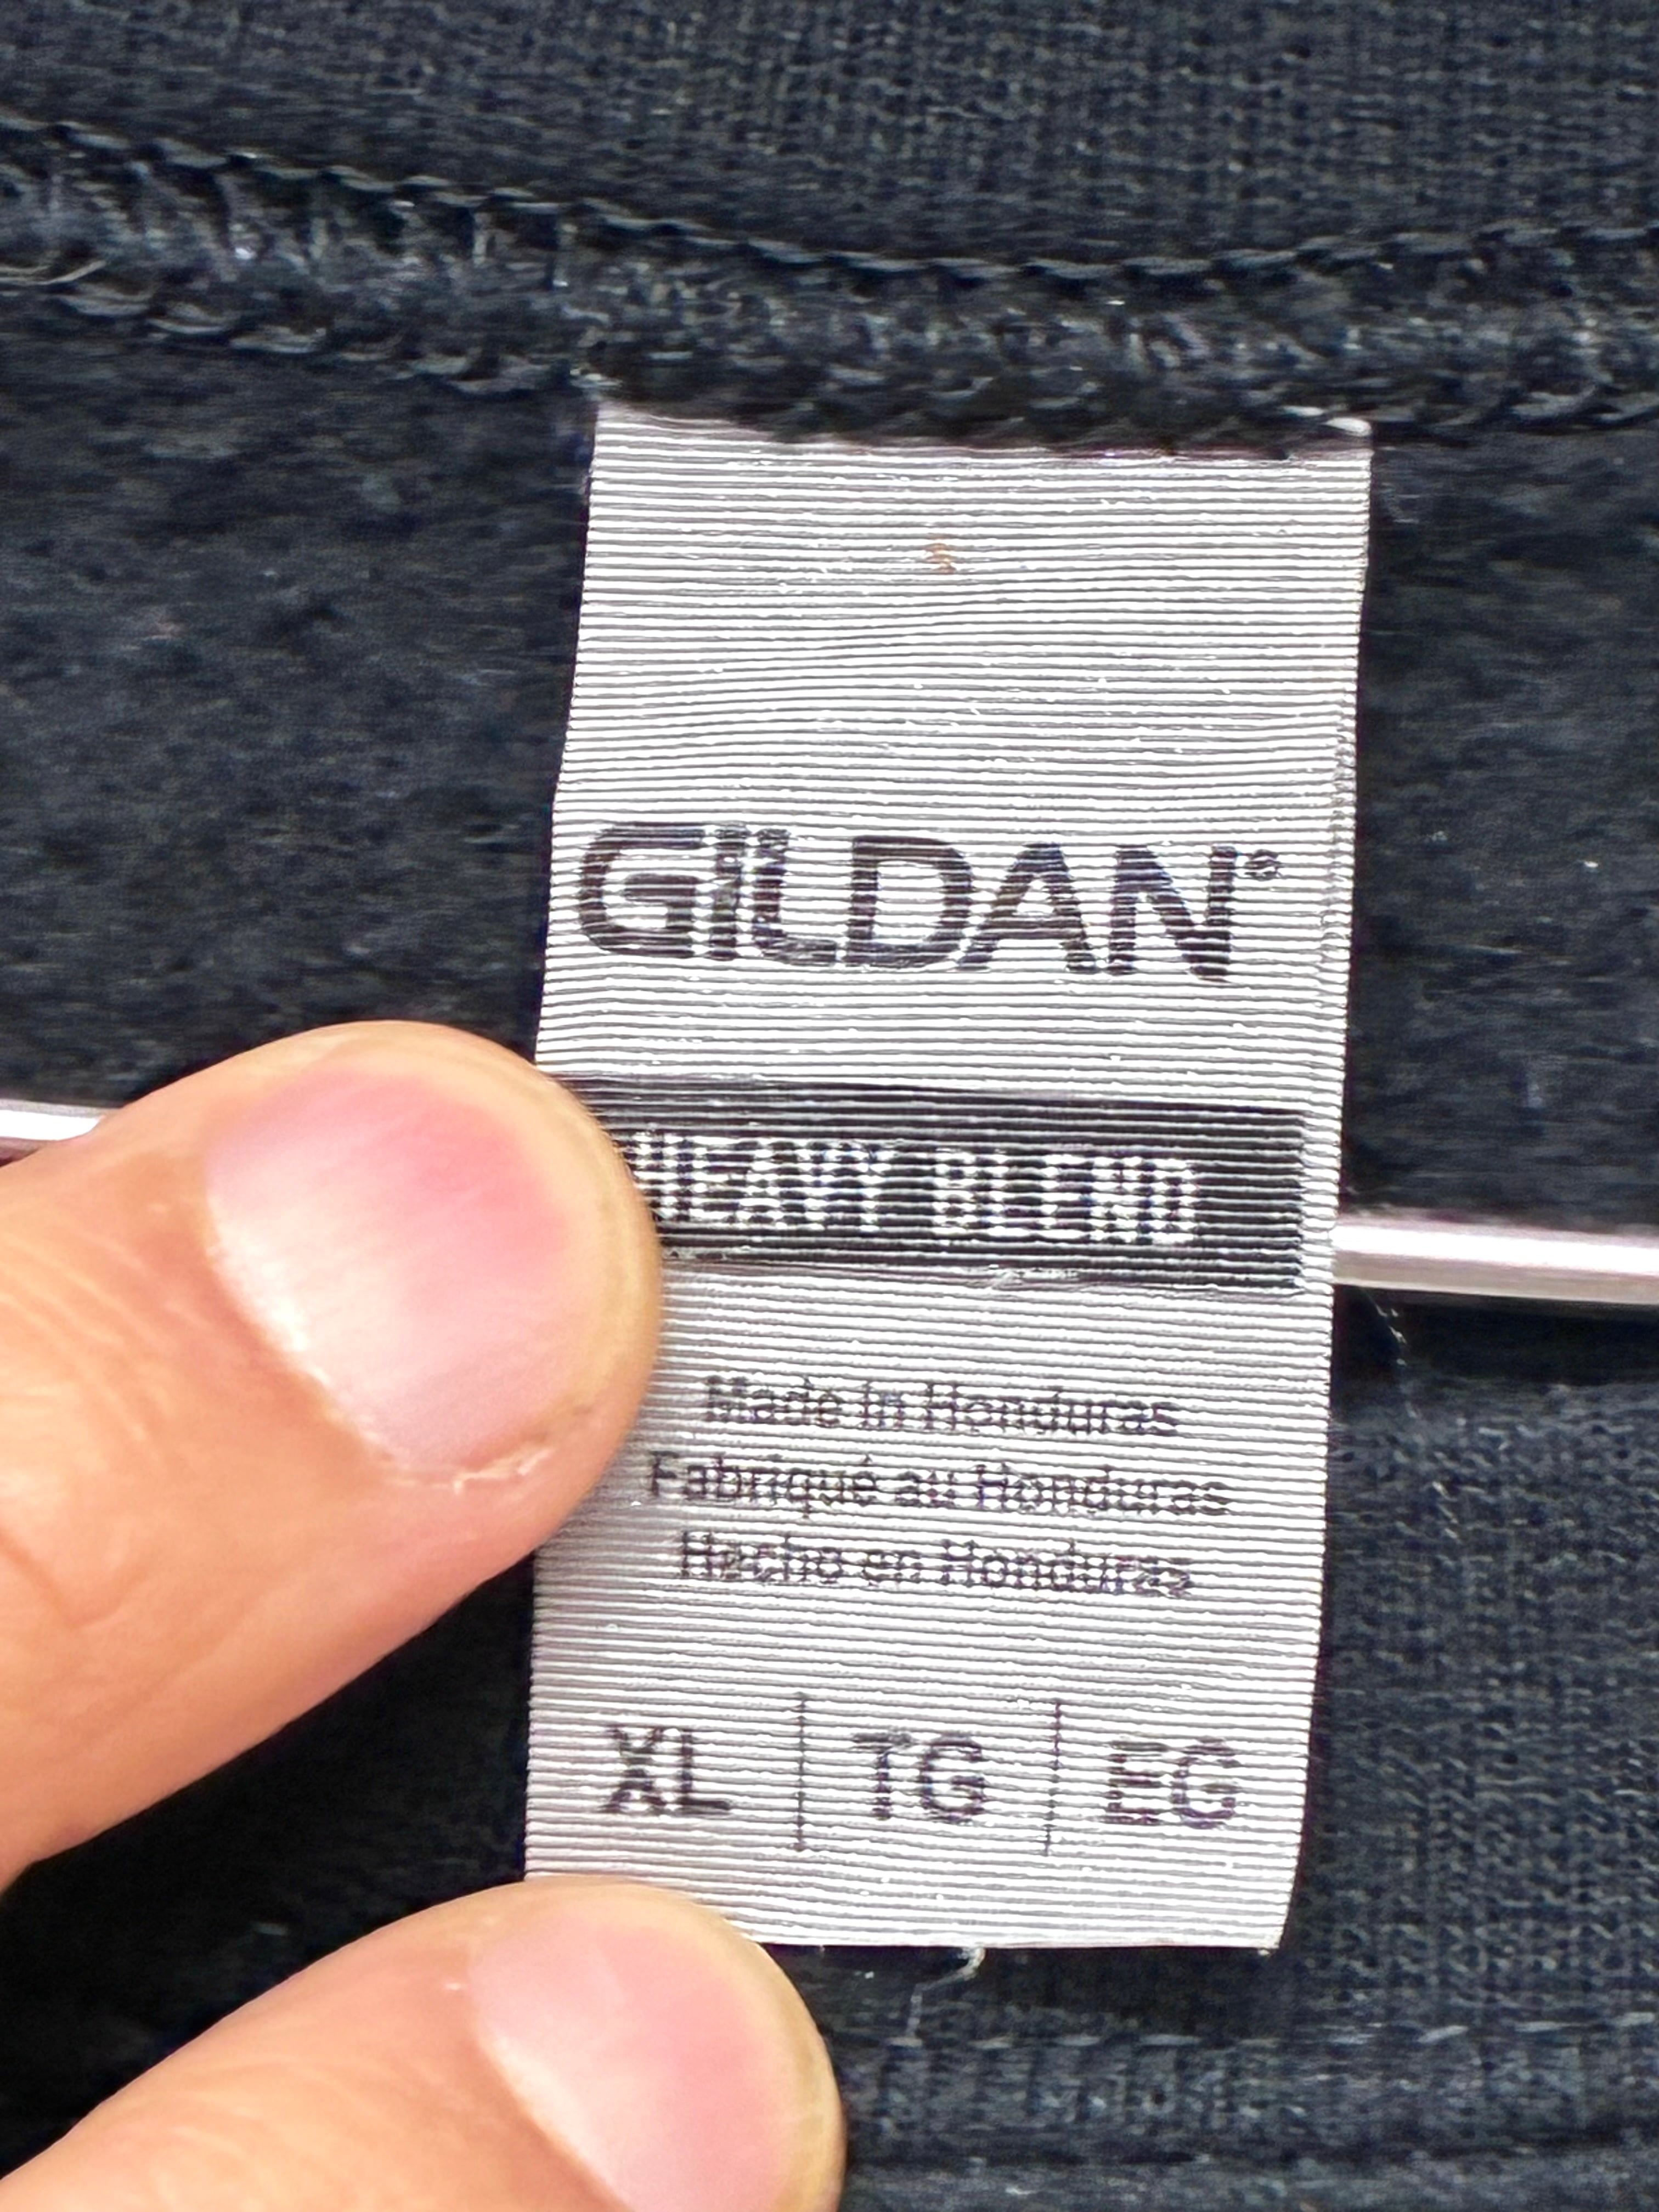 GILDAN®
HEAVY BLEND
Made in Honduras
Fabriqué au Honduras
Hecho en Honduras
XL | TG | EG